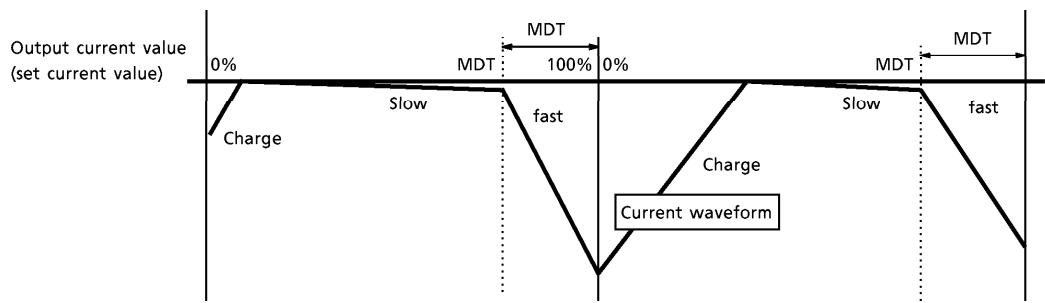 MDT
MDT
Output current value
(set current value)
0%
MDT
100%
0%
MDT
Slow
fast
Slow
fast
Charge
Charge
Current waveform